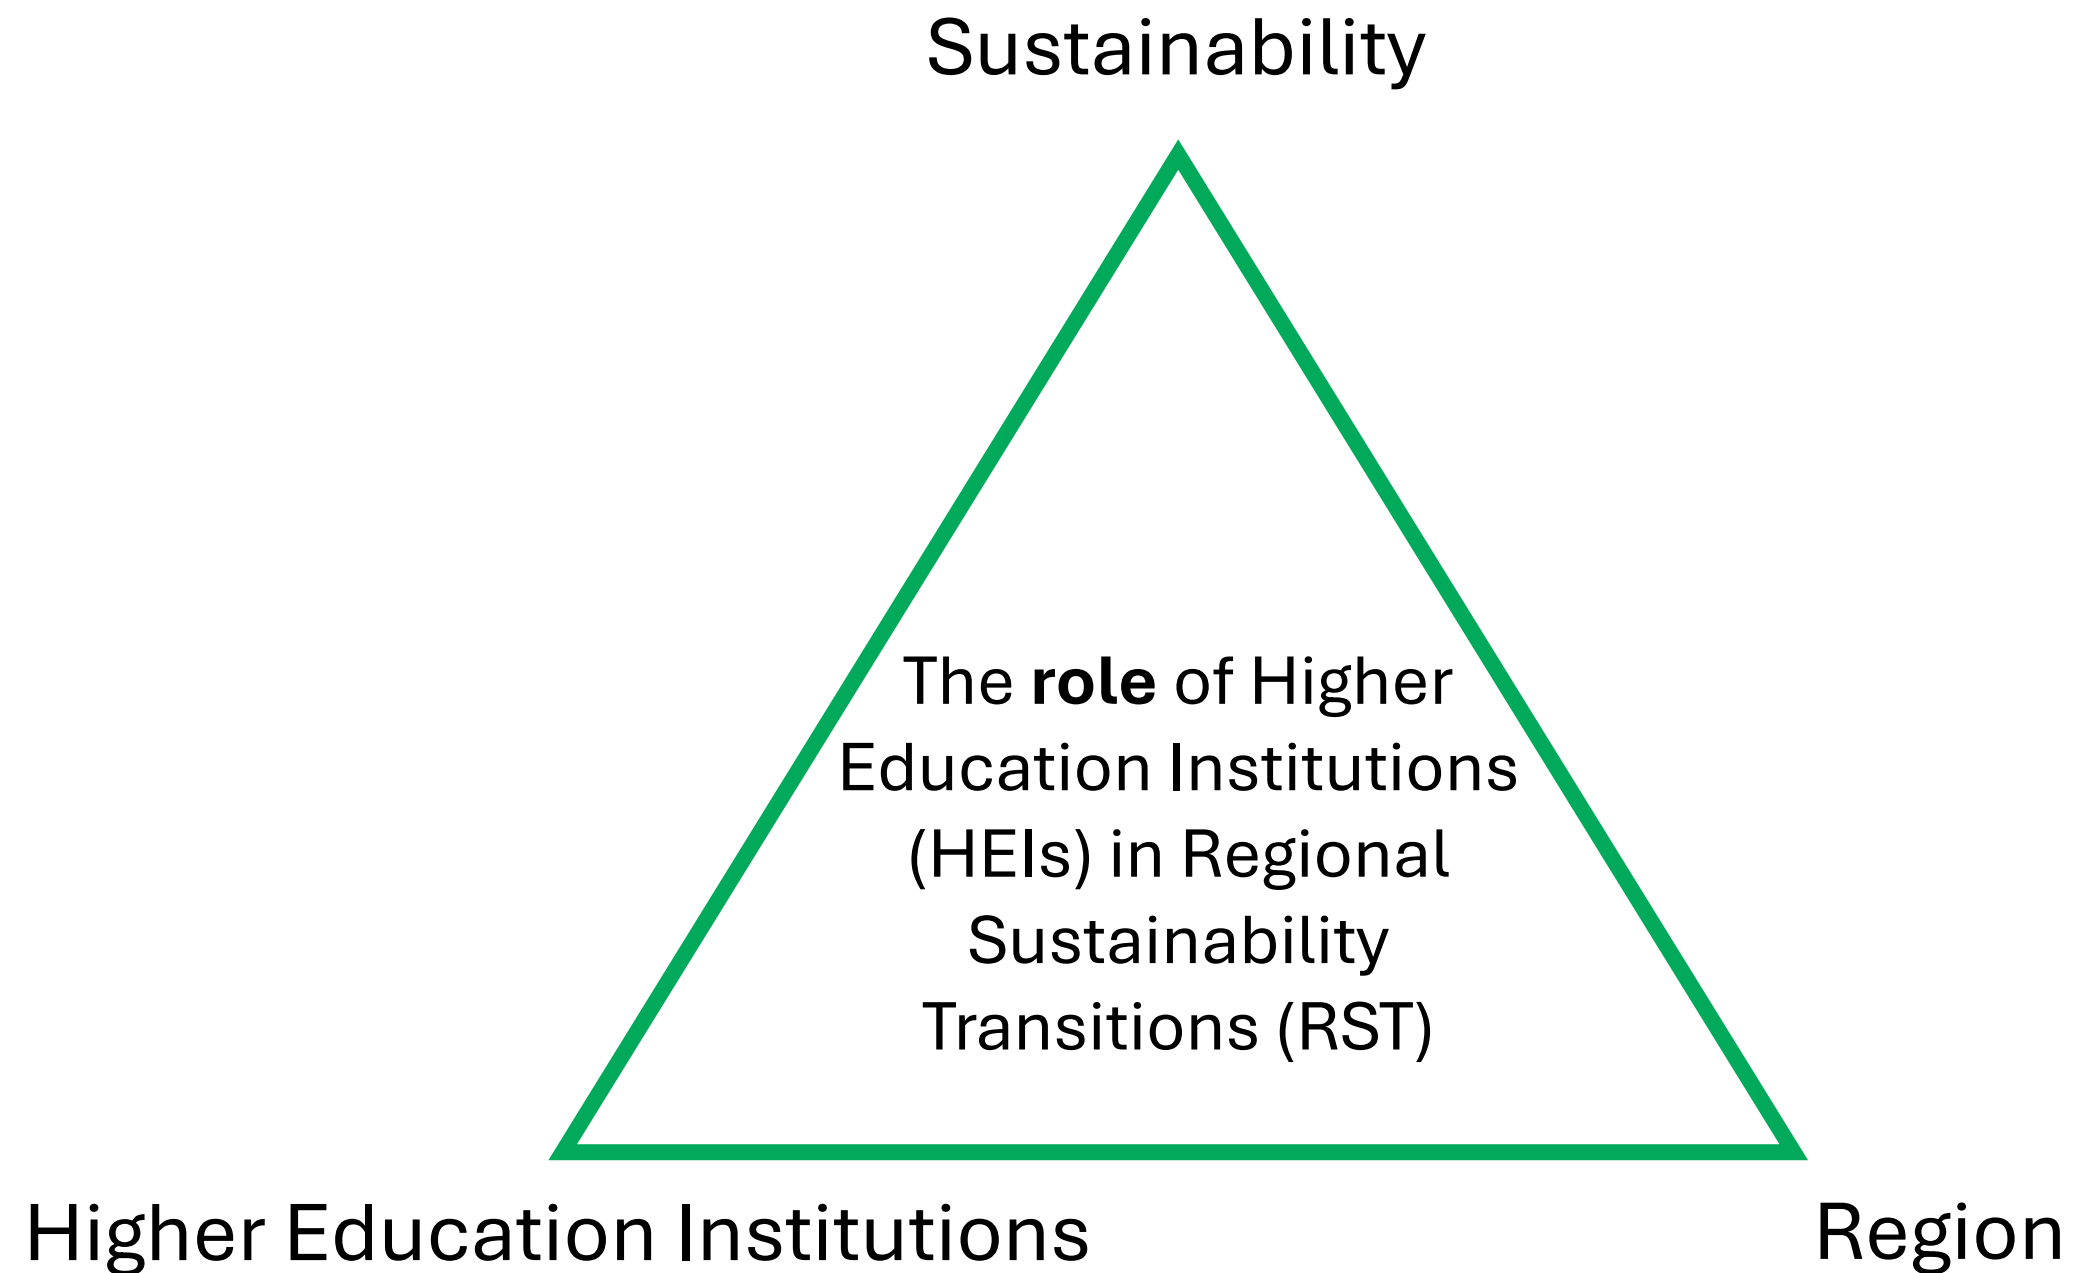 Sustainability
The role of Higher
Education Institutions
(HEIs) in Regional
Sustainability
Transitions (RST)
Higher Education Institutions
Region